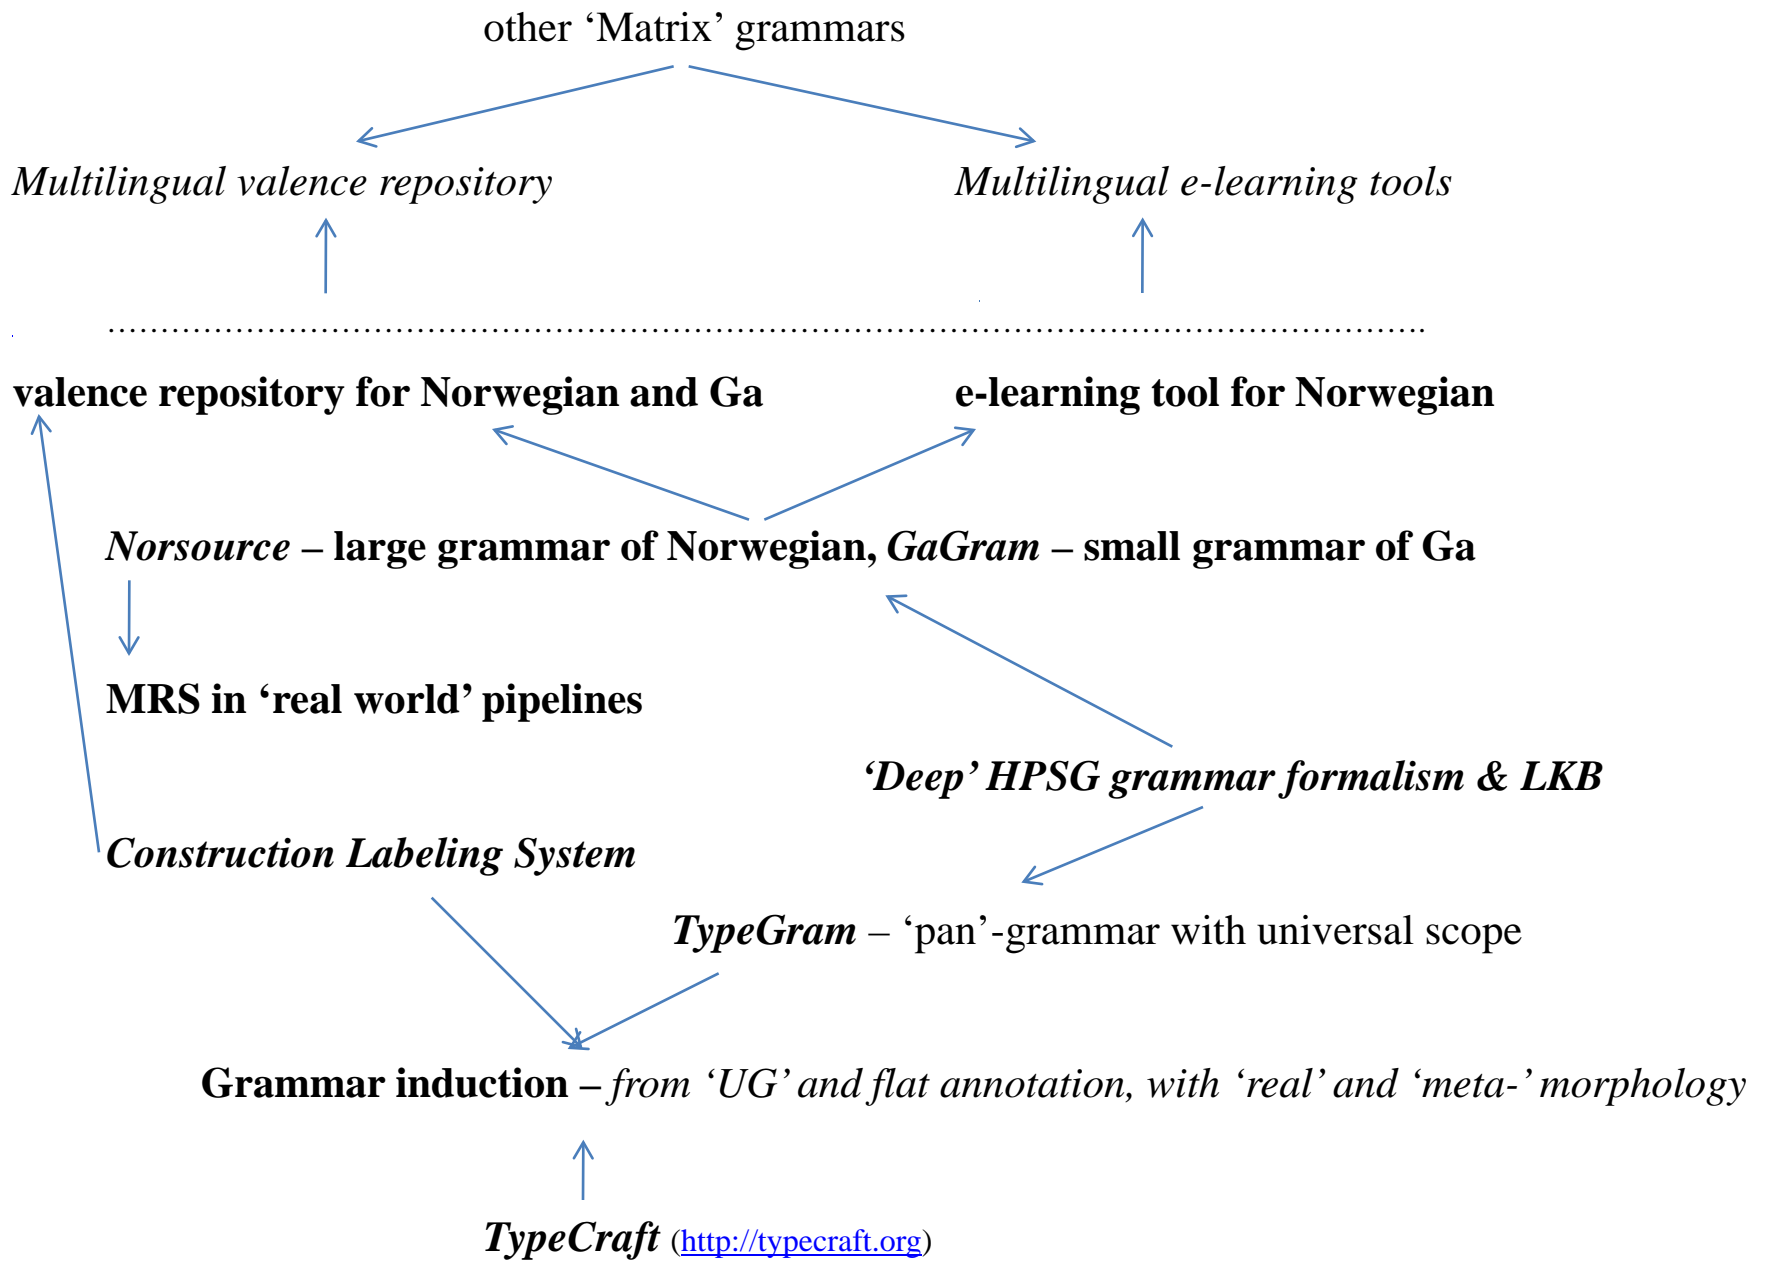 other ‘Matrix’ grammars
Multilingual valence repository Multilingual e-learning tools
……………………………………………………………………………………………………………….
valence repository for Norwegian and Ga e-learning tool for Norwegian
Norsource – large grammar of Norwegian, GaGram – small grammar of Ga
MRS in ‘real world’ pipelines
‘Deep’ HPSG grammar formalism & LKB
Construction Labeling System
TypeGram – ‘pan’-grammar with universal scope
Grammar induction – from ‘UG’ and flat annotation, with ‘real’ and ‘meta-’ morphology
TypeCraft (http://typecraft.org)